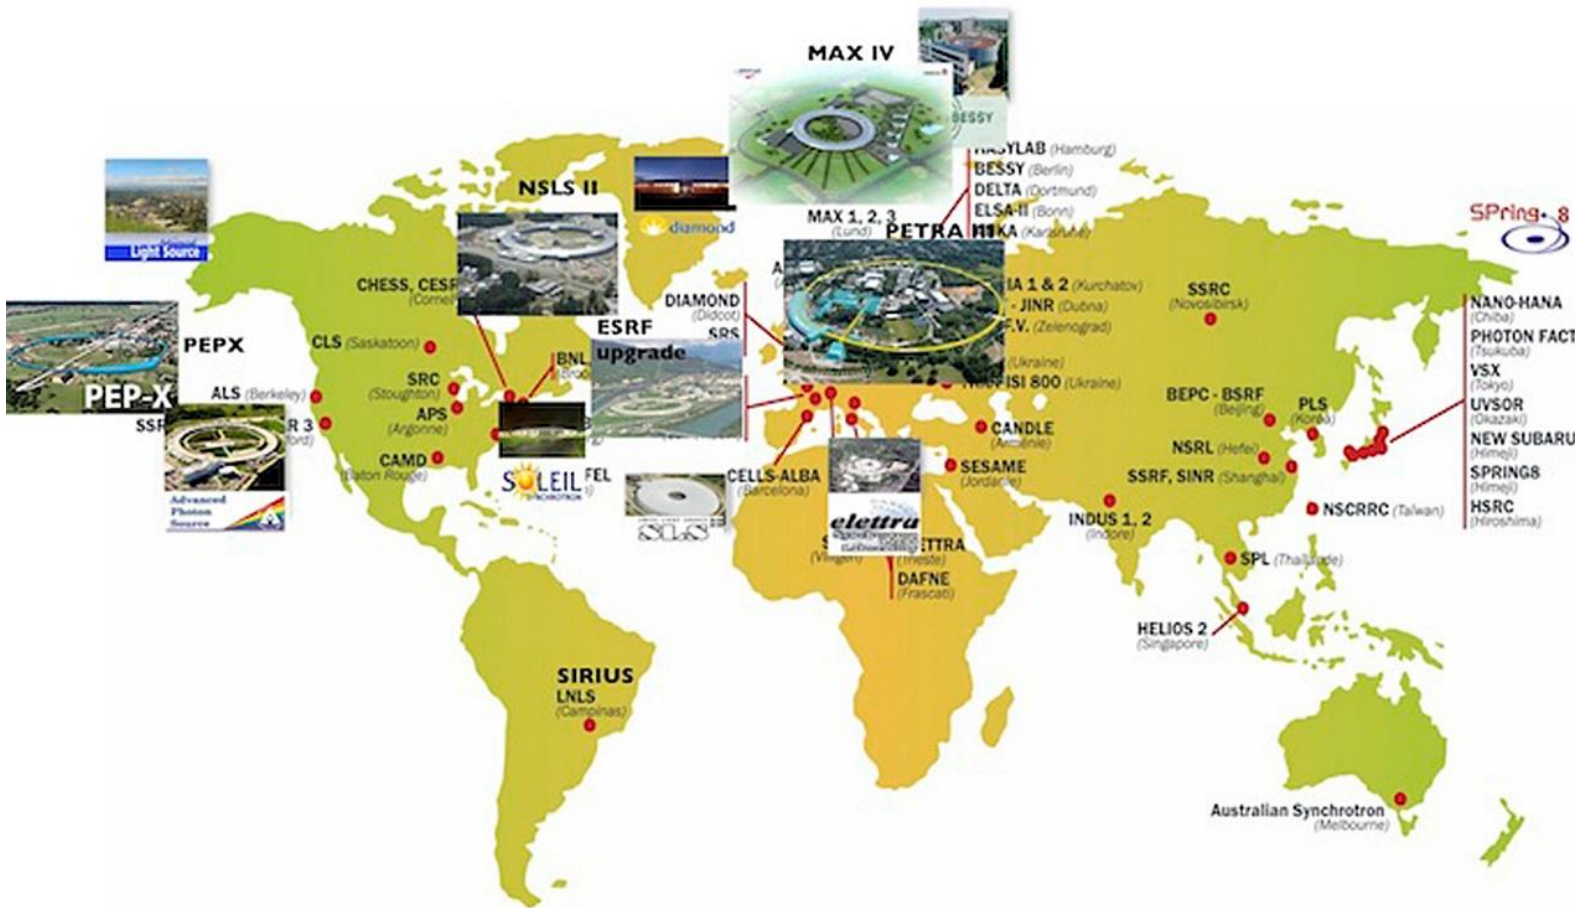 MAX IV
BESSY
HASYLAB (Hamburg)
BESSY (Berlin)
DELTA (Dortmund)
ELSA-II (Bonn)
(Karlsruhe)
NSLS II
diamond
MAX 1, 2, 3
(Lund)
PETRA III
SPring-8
Light Source
CHESS, CESR
DIAMOND
(Didcot)
SRS
1 & 2 (Kurchatov)
- JINR (Dubna)
F.V. (Zelenograd)
(Ukraine)
ISI 800 (Ukraine)
SSRC
(Novosibirsk)
NANO-HANA
(Chiba)
PHOTON FACT
(Tsukuba)
VSX
(Tokyo)
UVSOR
(Okazaki)
NEW SUBARU
(Himeji)
SPRING8
(Himeji)
HSRC
(Hiroshima)
PEPX
PEP-X
CLS (Saskatoon)
ESRF
upgrade
BNL
ALS (Berkeley)
SRC
(Stoughton)
APS
(Argonne)
CAMD
(Baton Rouge)
BEPC - BSRF
(Beijing)
PLS
(Korea)
NSRL (Hefei)
SSRF, SINR (Shanghai)
NSCRRC (Taiwan)
CANDLE
(Arménie)
SESAME
(Jordanie)
INDUS 1, 2
(Indore)
SPL (Thaïlande)
HELIOS 2
(Singapore)
Advanced
Photon
Source
SOLEIL
SYNCHROTRON
FEL
SLS
CELLS-ALBA
(Barcelona)
elettra
(Villigen)
ETTRA
(Trieste)
DAFNE
(Frascati)
SIRIUS
LNLS
(Campinas)
Australian Synchrotron
(Melbourne)